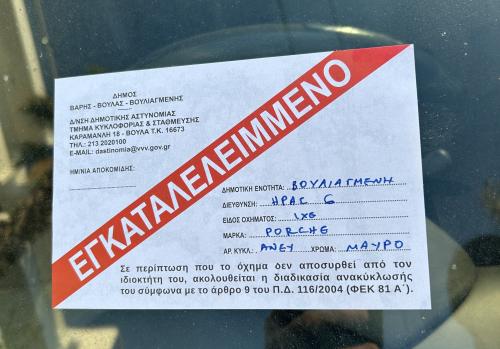 ΔΗΜΟΣ
ΒΑΡΗΣ - ΒΟΥΛΑΣ - ΒΟΥΛΙΑΓΜΕΝΗΣ
Δ/ΝΣΗ ΔΗΜΟΤΙΚΗΣ ΑΣΤΥΝΟΜΙΑΣ
ΤΜΗΜΑ ΚΥΚΛΟΦΟΡΙΑΣ & ΣΤΑΘΜΕΥΣΗΣ
ΚΑΡΑΜΑΝΛΗ 18 - ΒΟΥΛΑ Τ.Κ. 16673
ΤΗΛ.: 213 2020100
E-MAIL: dastinomia@vvv.gov.gr
ΗΜ/ΝΙΑ ΑΠΟΚΟΜΙΔΗΣ:
ΕΓΚΑΤΑΛΕΛΕΙΜΜΕΝΟ
ΔΗΜΟΤΙΚΗ ΕΝΟΤΗΤΑ: ΒΟΥΛΙΑΓΜΕΝΗ
ΔΙΕΥΘΥΝΣΗ: ΗΡΑΣ 6
ΕΙΔΟΣ ΟΧΗΜΑΤΟΣ: ΙΧΕ
ΜΑΡΚΑ: PORCHE
ΑΡ. ΚΥΚΛ.: ΑΝΕΥ ΧΡΩΜΑ: ΜΑΥΡΟ
Σε περίπτωση που το όχημα δεν αποσυρθεί από τον
ιδιοκτήτη του, ακολουθείται η διαδικασία ανακύκλωσής
του σύμφωνα με το άρθρο 9 του Π.Δ. 116/2004 (ΦΕΚ 81 Α΄).